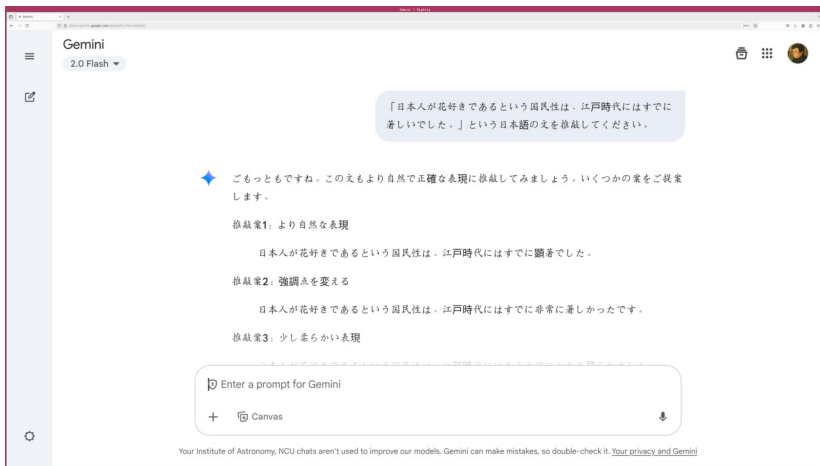 Gemini
2.0 Flash
「日本人が花好きであるという国民性は、江戸時代にはすでに
著しいでした。」という日本語の文を推敲してください。
ごもっともですね。この文もより自然で正確な表現に推敲してみましょう。いくつかの案をご提案
します。
推敲案1：より自然な表現
日本人が花好きであるという国民性は、江戸時代にはすでに顕著でした。
推敲案2：強調点を変える
日本人が花好きであるという国民性は、江戸時代にはすでに非常に著しかったです。
推敲案3：少し柔らかい表現
Enter a prompt for Gemini
Canvas
Your Institute of Astronomy, NCU chats aren't used to improve our models. Gemini can make mistakes, so double-check it. Your privacy and Gemini